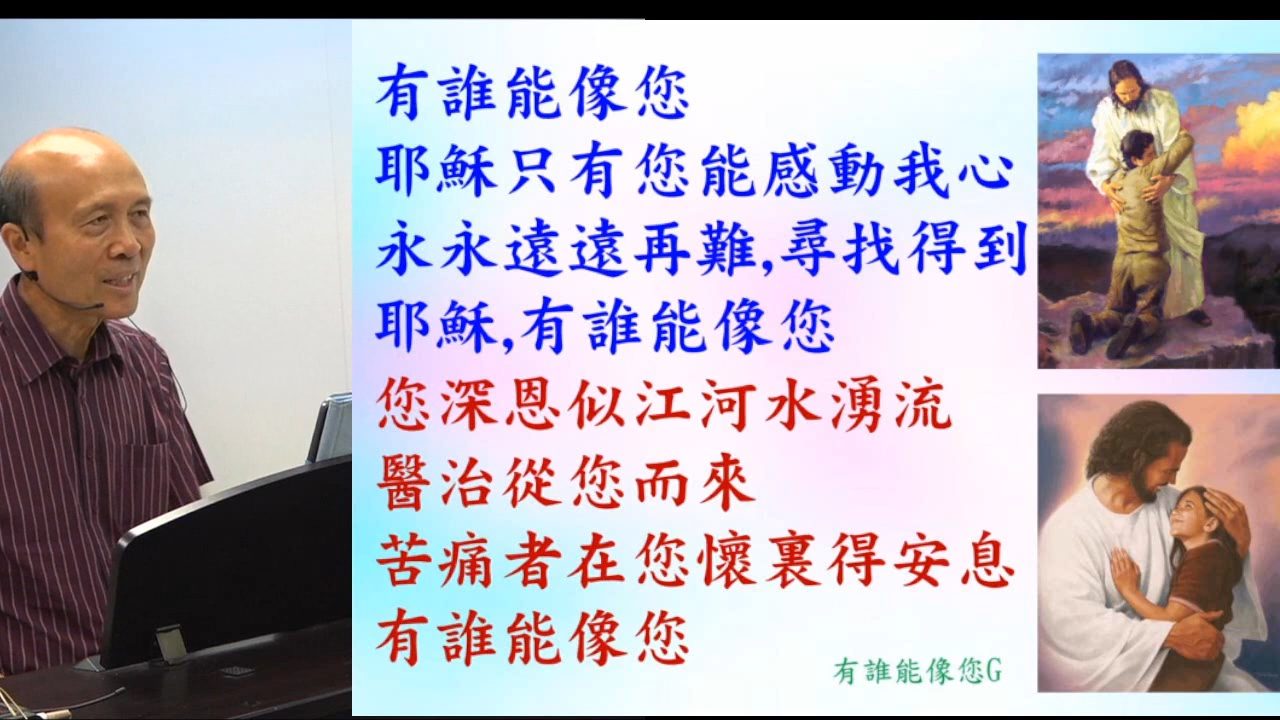 有誰能像您
耶穌只有您能感動我心
永永遠遠再難,尋找得到
耶穌,有誰能像您
您深恩似江河水湧流
醫治從您而來
苦痛者在您懷裏得安息
有誰能像您
有誰能像您G